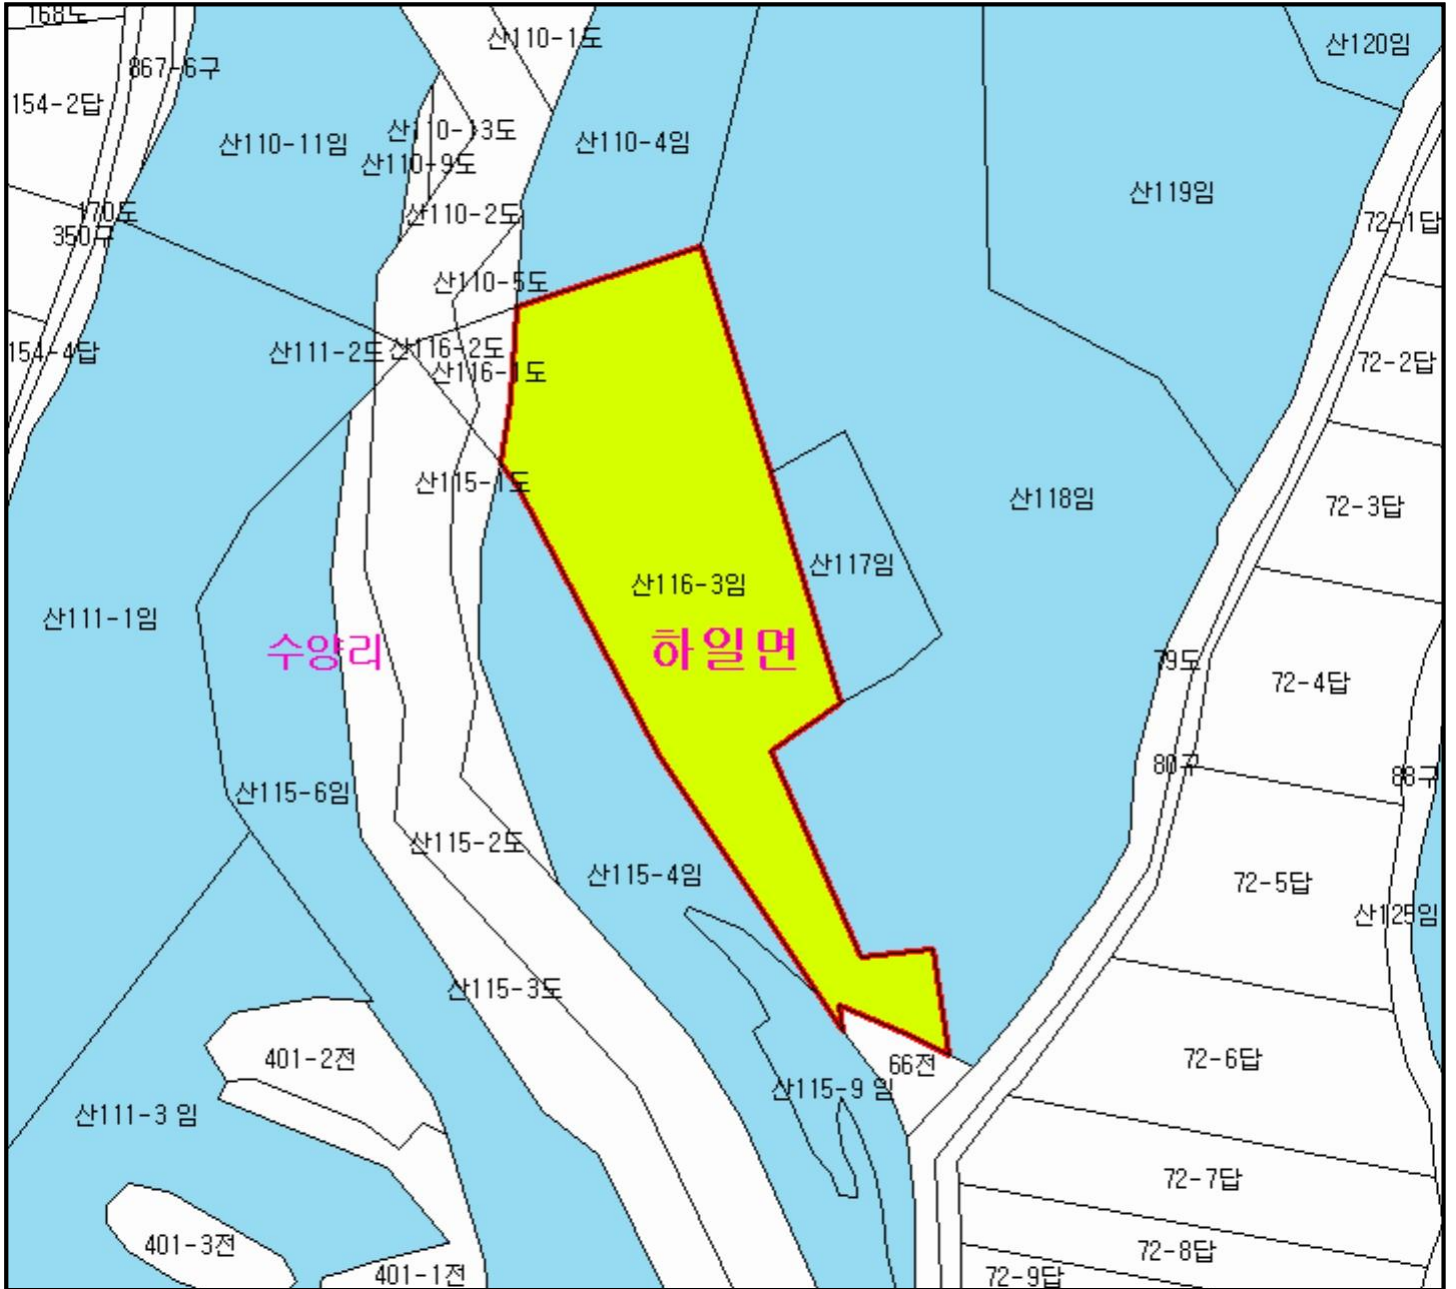 168도
산110-1도
산120임
867-6구
154-2답
산110-13도
산110-11임
산110-4임
산110-9도
산119임
170도
산110-2도
72-1답
350구
산110-5도
154-4답
산111-2도
산116-2도
산116-1도
72-2답
산115-1도
산118임
72-3답
산117임
산116-3임
산111-1임
수양리
하일면
79도
72-4답
80구
88구
산115-6임
산115-2도
산115-4임
72-5답
산125임
산115-3도
401-2전
66전
72-6답
산115-9 임
산111-3 임
72-7답
401-3전
72-8답
401-1전
72-9답